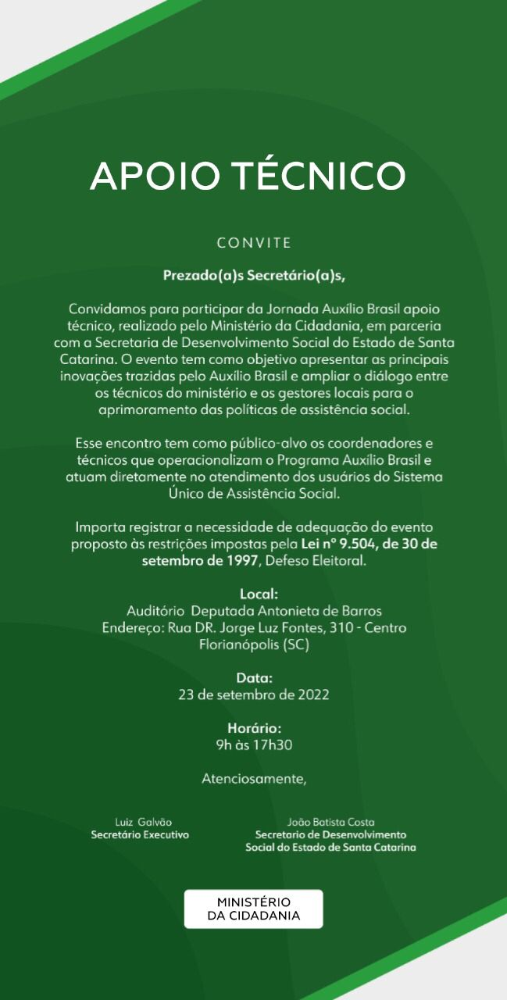 APOIO TÉCNICO
CONVITE
Prezado(a)s Secretário(a)s,
Convidamos para participar da Jornada Auxílio Brasil apoio
técnico, realizado pelo Ministério da Cidadania, em parceria
com a Secretaria de Desenvolvimento Social do Estado de Santa
Catarina. O evento tem como objetivo apresentar as principais
inovações trazidas pelo Auxílio Brasil e ampliar o diálogo entre
os técnicos do ministério e os gestores locais para o
aprimoramento das políticas de assistência social.
Esse encontro tem como público-alvo os coordenadores e
técnicos que operacionalizam o Programa Auxílio Brasil e
atuam diretamente no atendimento dos usuários do Sistema
Único de Assistência Social.
Importa registrar a necessidade de adequação do evento
proposto às restrições impostas pela Lei nº 9.504, de 30 de
setembro de 1997, Defeso Eleitoral.
Local:
Auditório Deputada Antonieta de Barros
Endereço: Rua DR. Jorge Luz Fontes, 310 - Centro
Florianópolis (SC)
Data:
23 de setembro de 2022
Horário:
9h às 17h30
Atenciosamente,
Luiz Galvão
Secretário Executivo
João Batista Costa
Secretario de Desenvolvimento
Social do Estado de Santa Catarina
MINISTÉRIO
DA CIDADANIA